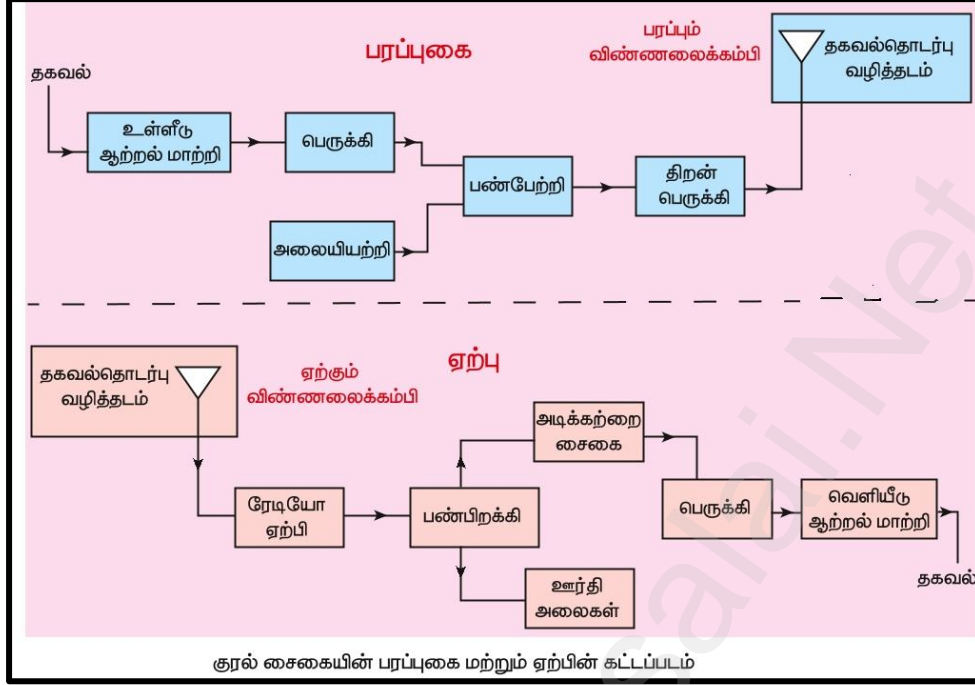 பரப்புகை
பரப்பும்
விண்ணலைக்கம்பி
தகவல்தொடர்பு
வழித்தடம்
தகவல்
உள்ளீடு
ஆற்றல் மாற்றி
பெருக்கி
பண்பேற்றி
திறன்
பெருக்கி
அலையியற்றி
ஏற்பு
தகவல்தொடர்பு
வழித்தடம்
ஏற்கும்
விண்ணலைக்கம்பி
அடிக்கற்றை
சைகை
ரேடியோ
ஏற்பி
பண்பிறக்கி
பெருக்கி
வெளியீடு
ஆற்றல் மாற்றி
தகவல்
ஊர்தி
அலைகள்
குரல் சைகையின் பரப்புகை மற்றும் ஏற்பின் கட்டப்படம்
salai.Net